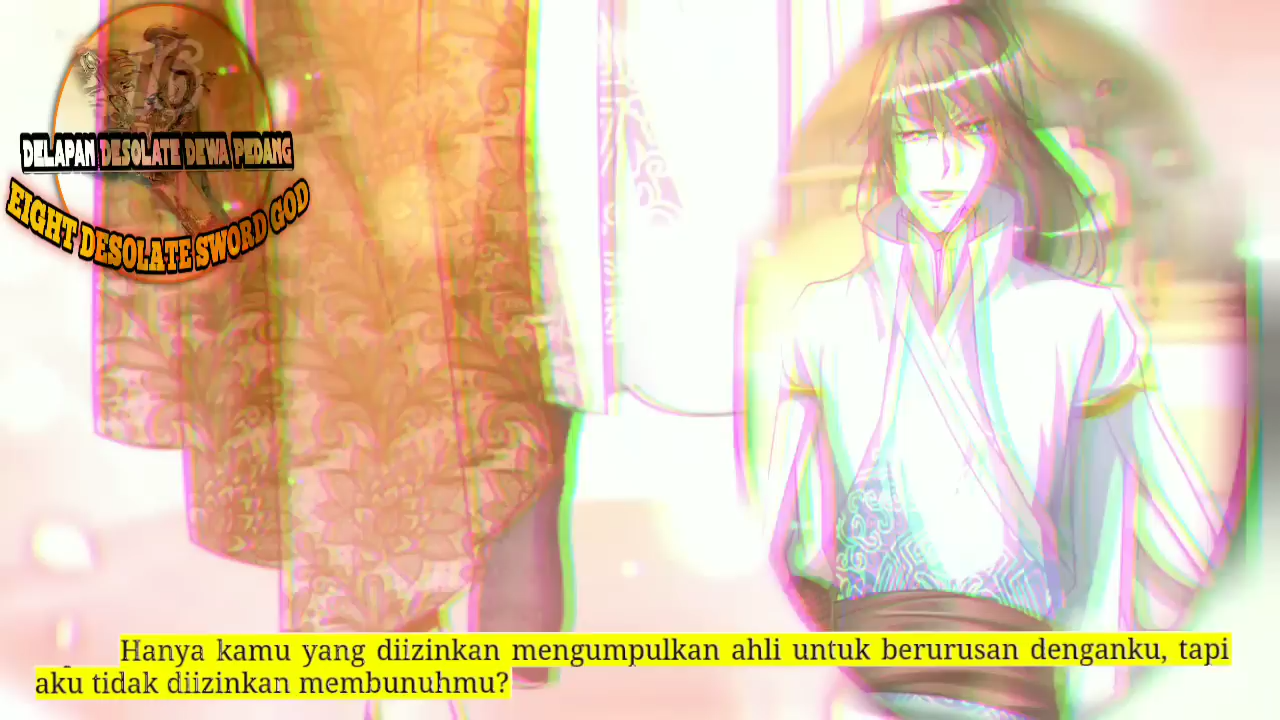 16
DELAPAN DESOLATE DEWA PEDANG
EIGHT DESOLATE SWORD GOD
Hanya kamu yang diizinkan mengumpulkan ahli untuk berurusan denganku, tapi
aku tidak diizinkan membunuhmu?